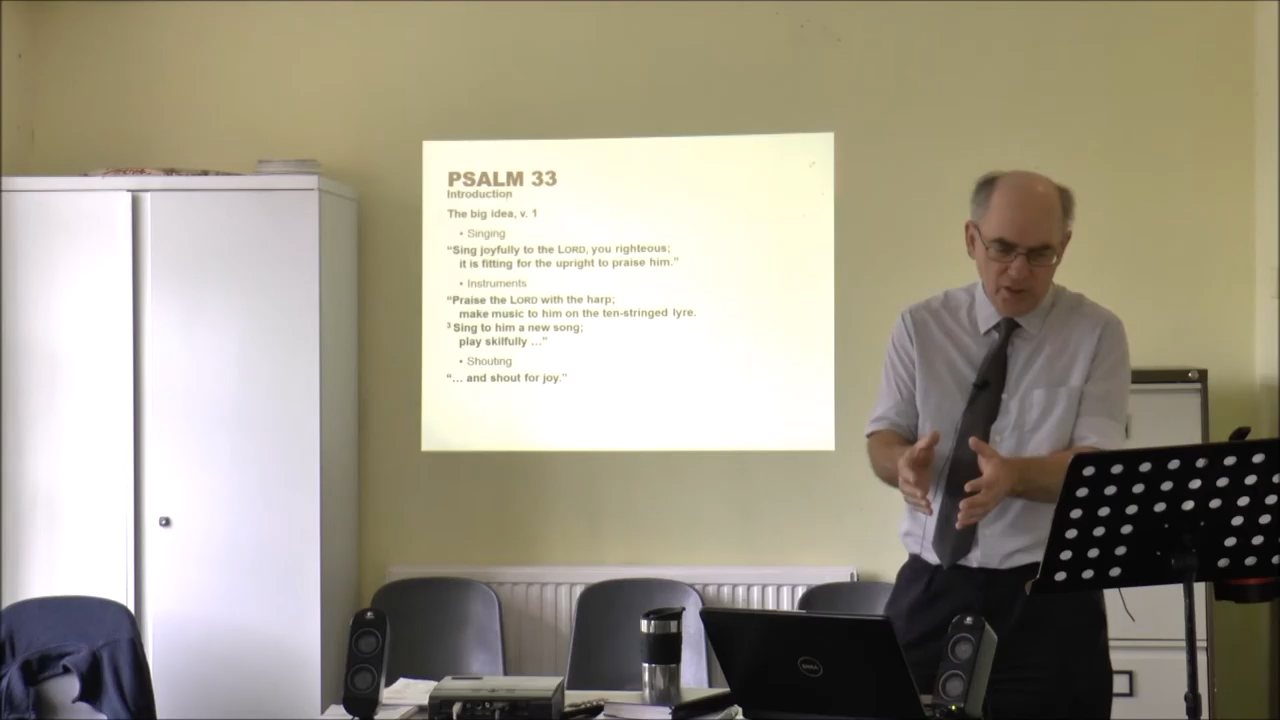 PSALM 33
Introduction
The big idea, v. 1
• Singing
“Sing joyfully to the LORD, you righteous;
it is fitting for the upright to praise him.”
• Instruments
“Praise the LORD with the harp;
make music to him on the ten-stringed lyre.
³ Sing to him a new song;
play skilfully …”
• Shouting
“… and shout for joy.”
DELL